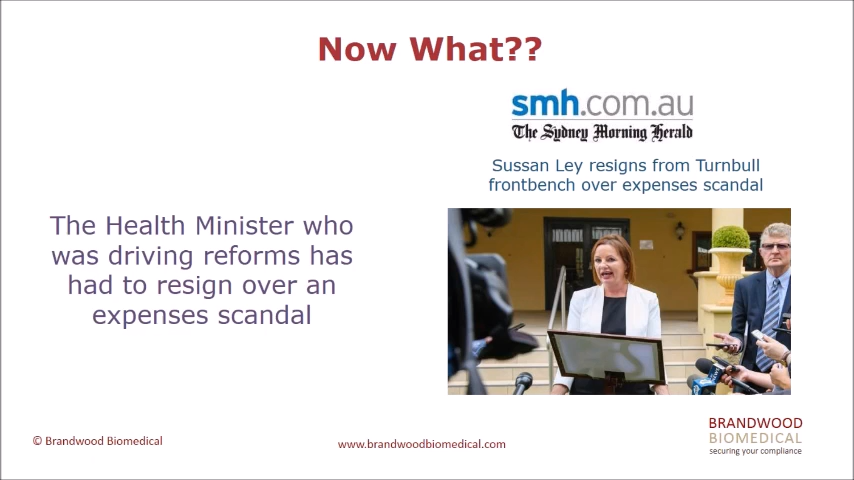 Now What??
smh.com.au
The Sydney Morning Herald
Sussan Ley resigns from Turnbull
frontbench over expenses scandal
The Health Minister who
was driving reforms has
had to resign over an
expenses scandal
© Brandwood Biomedical
www.brandwoodbiomedical.com
BRANDWOOD
BIOMEDICAL
securing your compliance